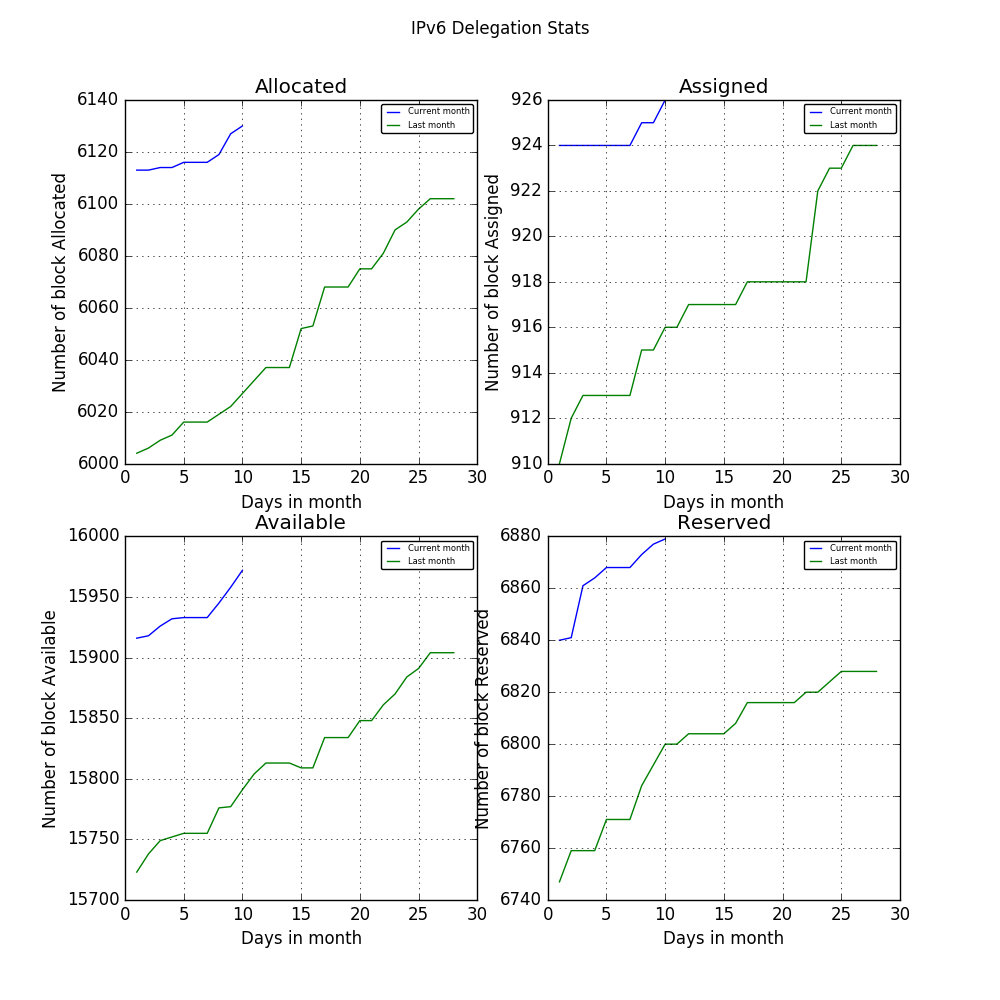 IPv6 Delegation Stats
Allocated
Number of block Allocated
6140
6120
6100
6080
6060
6040
6020
6000
Current month
Last month
0 5 10 15 20 25 30
Days in month
Assigned
Number of block Assigned
926
924
922
920
918
916
914
912
910
Current month
Last month
0 5 10 15 20 25 30
Days in month
Available
Number of block Available
16000
15950
15900
15850
15800
15750
15700
Current month
Last month
0 5 10 15 20 25 30
Days in month
Reserved
Number of block Reserved
6880
6860
6840
6820
6800
6780
6760
6740
Current month
Last month
0 5 10 15 20 25 30
Days in month